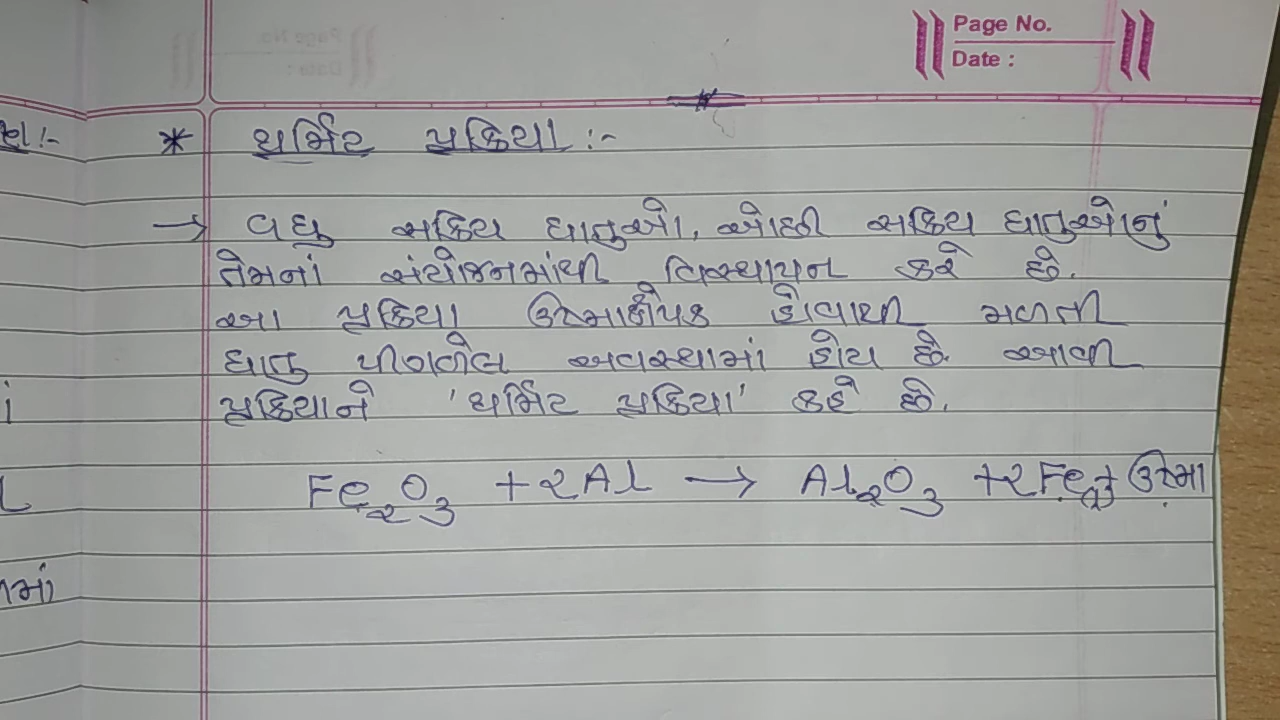 Page No.
Date :
* થર્મિટ પ્રક્રિયા :-
→ વધુ સક્રિય ધાતુઓ, ઓછી સક્રિય ધાતુઓનું
તેમનાં સંયોજનમાંથી વિસ્થાપન કરે છે.
આ પ્રક્રિયા ઉષ્માક્ષેપક હોવાથી મળતી
ધાતુ પીગળેલ અવસ્થામાં હોય છે. આવી
પ્રક્રિયાને 'થર્મિટ પ્રક્રિયા' કહે છે.
Fe₂O₃ + 2Al → Al₂O₃ + 2Fe + ઉષ્મા